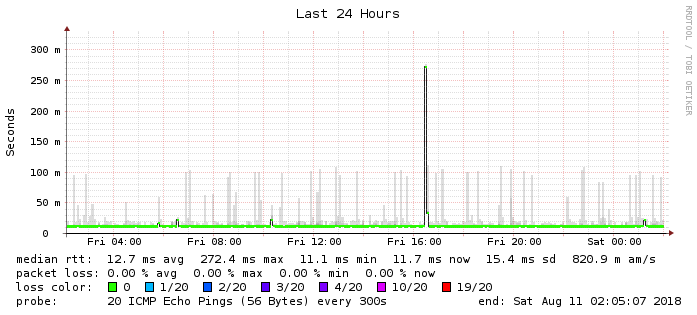 Last 24 Hours
RRDTOOL / TOBI OETIKER
Seconds
300 m
250 m
200 m
150 m
100 m
50 m
0
Fri 04:00 Fri 08:00 Fri 12:00 Fri 16:00 Fri 20:00 Sat 00:00
median rtt: 12.7 ms avg 272.4 ms max 11.1 ms min 11.7 ms now 15.4 ms sd 820.9 m am/s
packet loss: 0.00 % avg 0.00 % max 0.00 % min 0.00 % now
loss color: 0 1/20 2/20 3/20 4/20 10/20 19/20
probe: 20 ICMP Echo Pings (56 Bytes) every 300s end: Sat Aug 11 02:05:07 2018